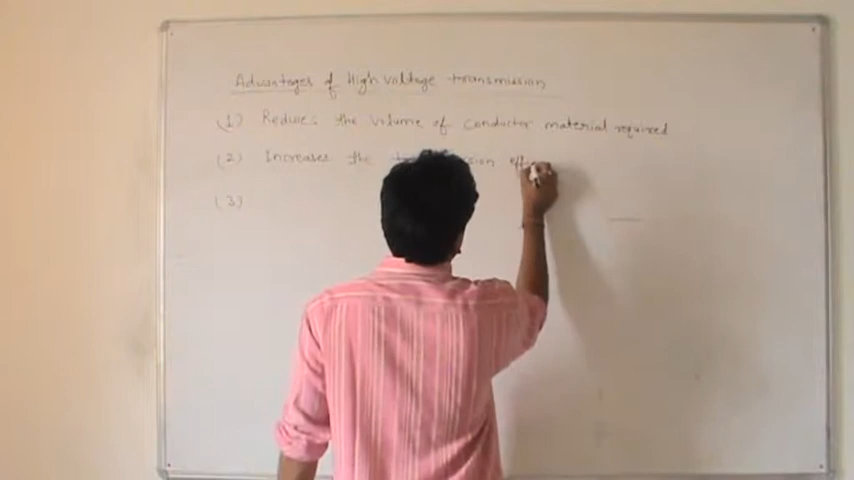 Advantages of High voltage transmission
(1) Reduces the volume of conductor material required
(2) Increases the
(3)